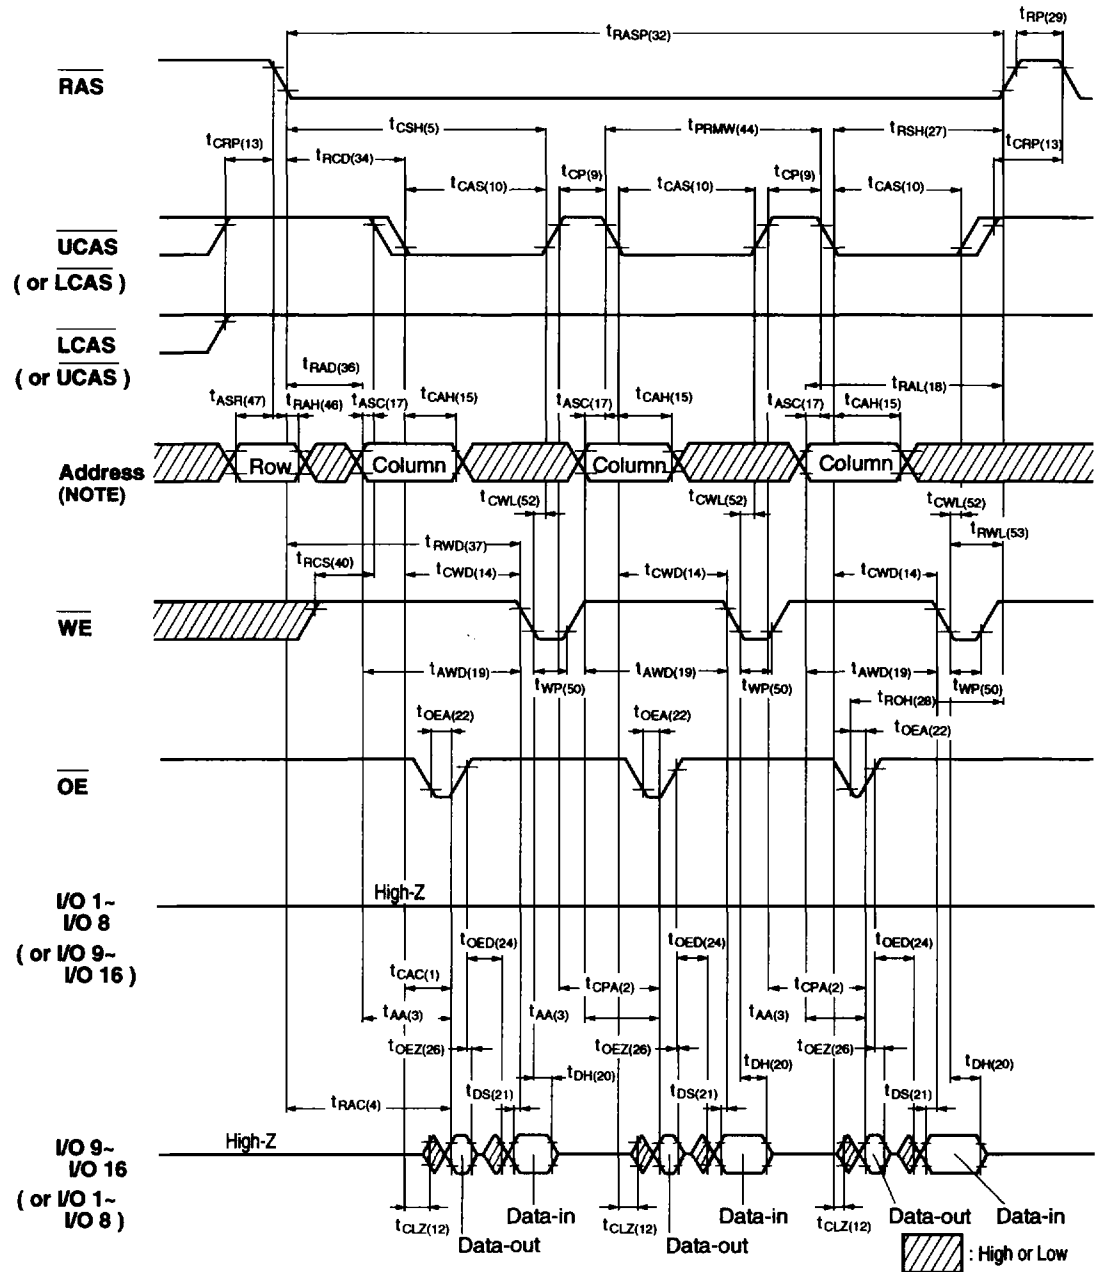 tRP(29)
tRASP(32)
RAS
tCSH(5) tPRMW(44) tRSH(27)
tCRP(13) tRCD(34) tCP(9) tCP(9) tCRP(13)
tCAS(10) tCAS(10) tCAS(10)
UCAS
( or LCAS )
LCAS
( or UCAS )
tRAD(36) tRAL(18)
tASR(47) tRAH(46) tASC(17) tCAH(15) tASC(17) tCAH(15) tASC(17) tCAH(15)
Address Row Column Column Column
(NOTE)
tCWL(52) tCWL(52) tCWL(52)
tRWD(37) tRWL(53)
tRCS(40) tCWD(14) tCWD(14) tCWD(14)
WE
tAWD(19) tWP(50) tAWD(19) tWP(50) tAWD(19) tWP(50)
tROH(28)
tOEA(22) tOEA(22) tOEA(22)
OE
High-Z
I/O 1~
I/O 8
( or I/O 9~
I/O 16 )
tOED(24) tOED(24) tOED(24)
tCAC(1) tCPA(2) tCPA(2)
tAA(3) tAA(3) tAA(3)
tOEZ(26) tOEZ(26) tOEZ(26)
tDH(20) tDH(20) tDH(20)
tDS(21) tDS(21) tDS(21)
tRAC(4)
High-Z
I/O 9~
I/O 16
( or I/O 1~
I/O 8 )
tCLZ(12) Data-in tCLZ(12) Data-in tCLZ(12) Data-out Data-in
Data-out Data-out
: High or Low